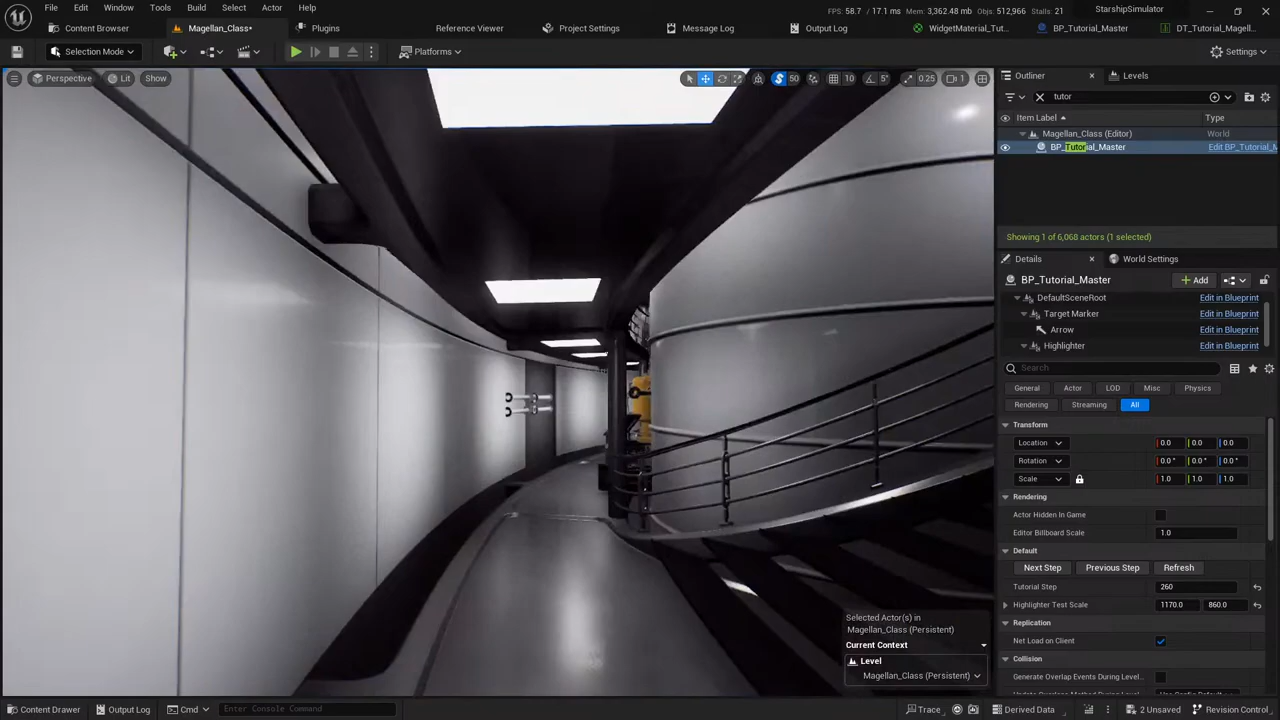 File Edit Window Tools Build Select Actor Help
FPS: 58.7 / 17.1 ms Mem: 3,362.48 mb Objs: 512,966 Stalls: 21
StarshipSimulator
Content Browser
Magellan_Class•
Plugins
Reference Viewer
Project Settings
Message Log
Output Log
WidgetMaterial_Tut...
BP_Tutorial_Master
DT_Tutorial_Magell...
Selection Mode
Platforms
Settings
Perspective
Lit
Show
50
10
5°
0.25
1
Outliner
Levels
tutor
Item Label
Type
Magellan_Class (Editor)
World
BP_Tutorial_Master
Edit BP_Tutorial_M
Showing 1 of 6,068 actors (1 selected)
Details
World Settings
BP_Tutorial_Master
Add
DefaultSceneRoot
Edit in Blueprint
Target Marker
Edit in Blueprint
Arrow
Edit in Blueprint
Highlighter
Edit in Blueprint
Search
General
Actor
LOD
Misc
Physics
Rendering
Streaming
All
Transform
Location
0.0 0.0 0.0
Rotation
0.0° 0.0° 0.0°
Scale
1.0 1.0 1.0
Rendering
Actor Hidden In Game
Editor Billboard Scale
1.0
Default
Next Step
Previous Step
Refresh
Tutorial Step
260
Highlighter Test Scale
1170.0 860.0
Replication
Net Load on Client
Collision
Generate Overlap Events During Level...
Selected Actor(s) in
Magellan_Class (Persistent)
Current Context
Level
Magellan_Class (Persistent)
Content Drawer
Output Log
Cmd
Enter Console Command
Trace
Derived Data
2 Unsaved
Revision Control